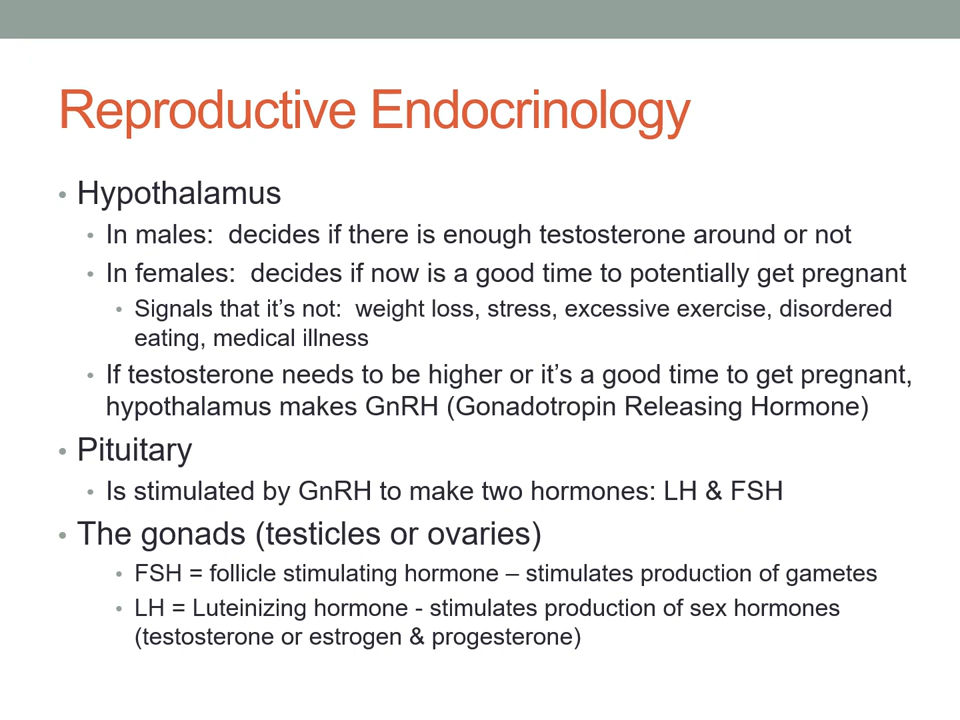 Reproductive Endocrinology
• Hypothalamus
• In males:  decides if there is enough testosterone around or not
• In females:  decides if now is a good time to potentially get pregnant
• Signals that it’s not:  weight loss, stress, excessive exercise, disordered
eating, medical illness
• If testosterone needs to be higher or it’s a good time to get pregnant,
hypothalamus makes GnRH (Gonadotropin Releasing Hormone)
• Pituitary
• Is stimulated by GnRH to make two hormones: LH & FSH
• The gonads (testicles or ovaries)
• FSH = follicle stimulating hormone – stimulates production of gametes
• LH = Luteinizing hormone - stimulates production of sex hormones
(testosterone or estrogen & progesterone)